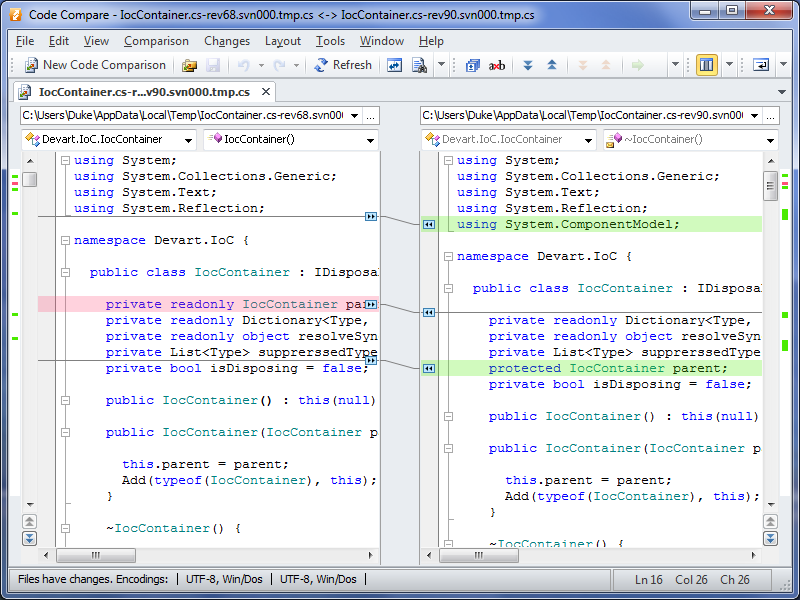 Code Compare - IocContainer.cs-rev68.svn000.tmp.cs <-> IocContainer.cs-rev90.svn000.tmp.cs
File Edit View Comparison Changes Layout Tools Window Help
New Code Comparison Refresh ab
IocContainer.cs-r...v90.svn000.tmp.cs
C:\Users\Duke\AppData\Local\Temp\IocContainer.cs-rev68.svn00 ...
Devart.IoC.IocContainer IocContainer()
using System;
using System.Collections.Generic;
using System.Text;
using System.Reflection;
namespace Devart.IoC {
public class IocContainer : IDisposa
private readonly IocContainer pa
private readonly Dictionary<Type,
private readonly object resolveSyn
private List<Type> supprerssedType
private bool isDisposing = false;
public IocContainer() : this(null)
public IocContainer(IocContainer p
this.parent = parent;
Add(typeof(IocContainer), this);
}
~IocContainer() {
C:\Users\Duke\AppData\Local\Temp\IocContainer.cs-rev90.svn00 ...
Devart.IoC.IocContainer ~IocContainer()
using System;
using System.Collections.Generic;
using System.Text;
using System.Reflection;
using System.ComponentModel;
namespace Devart.IoC {
public class IocContainer : IDisposa
private readonly Dictionary<Type,
private readonly object resolveSyn
private List<Type> supprerssedType
protected IocContainer parent;
private bool isDisposing = false;
public IocContainer() : this(null)
public IocContainer(IocContainer p
this.parent = parent;
Add(typeof(IocContainer), this);
}
~IocContainer() {
Files have changes. Encodings: | UTF-8, Win/Dos | UTF-8, Win/Dos |
Ln 16 Col 26 Ch 26